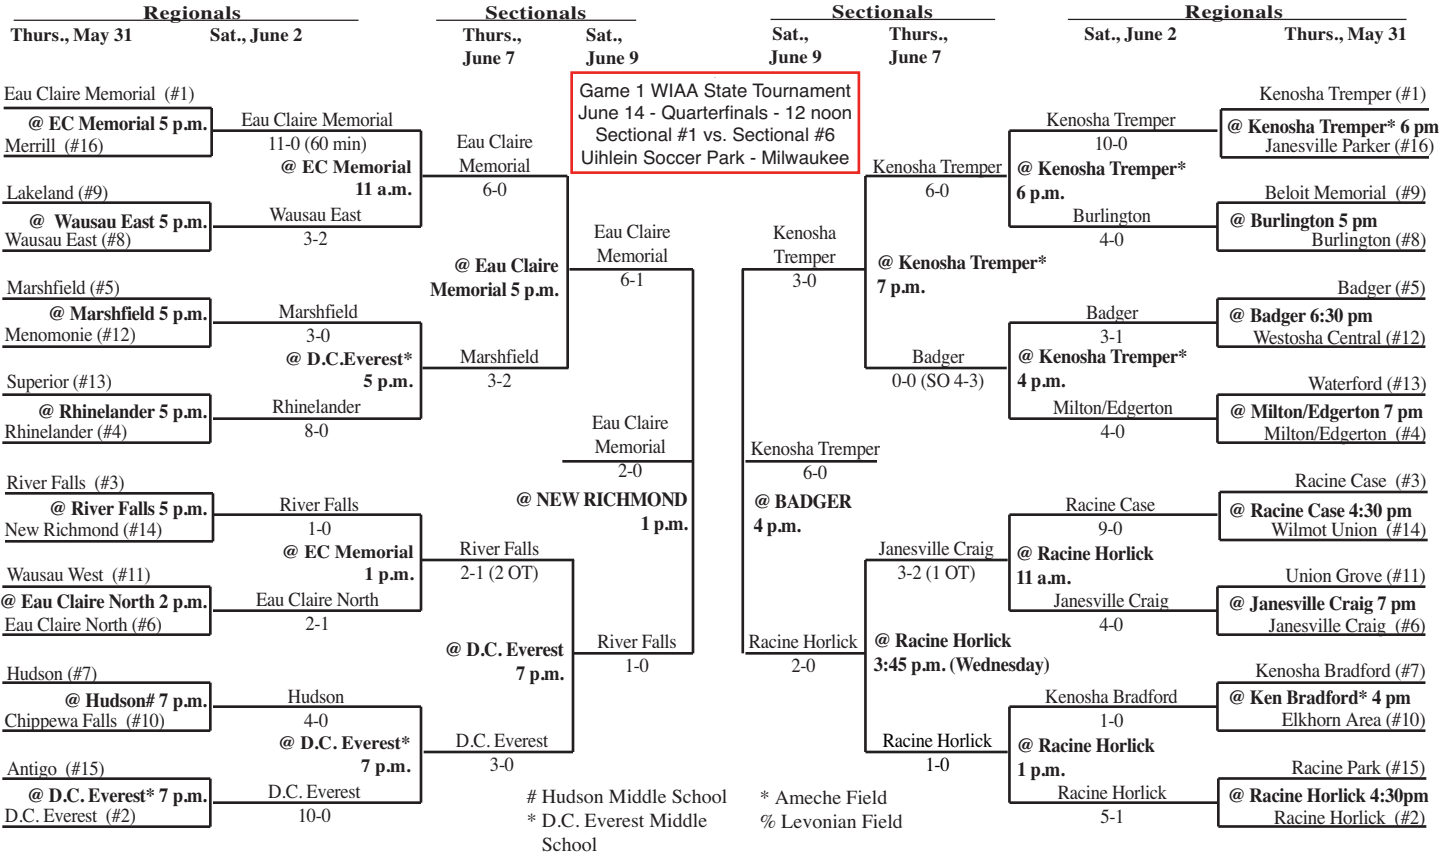 Regionals
Sectionals
Sectionals
Regionals
Thurs., May 31
Sat., June 2
Thurs.,
June 7
Sat.,
June 9
Sat.,
June 9
Thurs.,
June 7
Sat., June 2
Thurs., May 31
Game 1 WIAA State Tournament
June 14 - Quarterfinals - 12 noon
Sectional #1 vs. Sectional #6
Uihlein Soccer Park - Milwaukee
Eau Claire Memorial (#1)
@ EC Memorial 5 p.m.
Merrill (#16)
Lakeland (#9)
@ Wausau East 5 p.m.
Wausau East (#8)
Marshfield (#5)
@ Marshfield 5 p.m.
Menomonie (#12)
Superior (#13)
@ Rhinelander 5 p.m.
Rhinelander (#4)
River Falls (#3)
@ River Falls 5 p.m.
New Richmond (#14)
Wausau West (#11)
@ Eau Claire North 2 p.m.
Eau Claire North (#6)
Hudson (#7)
@ Hudson# 7 p.m.
Chippewa Falls (#10)
Antigo (#15)
@ D.C. Everest* 7 p.m.
D.C. Everest (#2)
Eau Claire Memorial
11-0 (60 min)
@ EC Memorial
11 a.m.
Wausau East
3-2
Marshfield
3-0
@ D.C.Everest*
5 p.m.
Rhinelander
8-0
River Falls
1-0
@ EC Memorial
1 p.m.
Eau Claire North
2-1
Hudson
4-0
@ D.C. Everest*
7 p.m.
D.C. Everest
10-0
Eau Claire
Memorial
6-0
@ Eau Claire
Memorial 5 p.m.
Marshfield
3-2
River Falls
2-1 (2 OT)
@ D.C. Everest
7 p.m.
D.C. Everest
3-0
Eau Claire
Memorial
6-1
Eau Claire
Memorial
2-0
@ NEW RICHMOND
1 p.m.
River Falls
1-0
# Hudson Middle School
* D.C. Everest Middle
School
* Ameche Field
% Levonian Field
Kenosha
Tremper
3-0
Kenosha Tremper
6-0
@ BADGER
4 p.m.
Racine Horlick
2-0
Kenosha Tremper
6-0
@ Kenosha Tremper*
7 p.m.
Badger
0-0 (SO 4-3)
Janesville Craig
3-2 (1 OT)
@ Racine Horlick
3:45 p.m. (Wednesday)
Racine Horlick
1-0
Kenosha Tremper
10-0
@ Kenosha Tremper*
6 p.m.
Burlington
4-0
Badger
3-1
@ Kenosha Tremper*
4 p.m.
Milton/Edgerton
4-0
Racine Case
9-0
@ Racine Horlick
11 a.m.
Janesville Craig
4-0
Kenosha Bradford
1-0
@ Racine Horlick
1 p.m.
Racine Horlick
5-1
Kenosha Tremper (#1)
@ Kenosha Tremper* 6 pm
Janesville Parker (#16)
Beloit Memorial (#9)
@ Burlington 5 pm
Burlington (#8)
Badger (#5)
@ Badger 6:30 pm
Westosha Central (#12)
Waterford (#13)
@ Milton/Edgerton 7 pm
Milton/Edgerton (#4)
Racine Case (#3)
@ Racine Case 4:30 pm
Wilmot Union (#14)
Union Grove (#11)
@ Janesville Craig 7 pm
Janesville Craig (#6)
Kenosha Bradford (#7)
@ Ken Bradford* 4 pm
Elkhorn Area (#10)
Racine Park (#15)
@ Racine Horlick 4:30pm
Racine Horlick (#2)